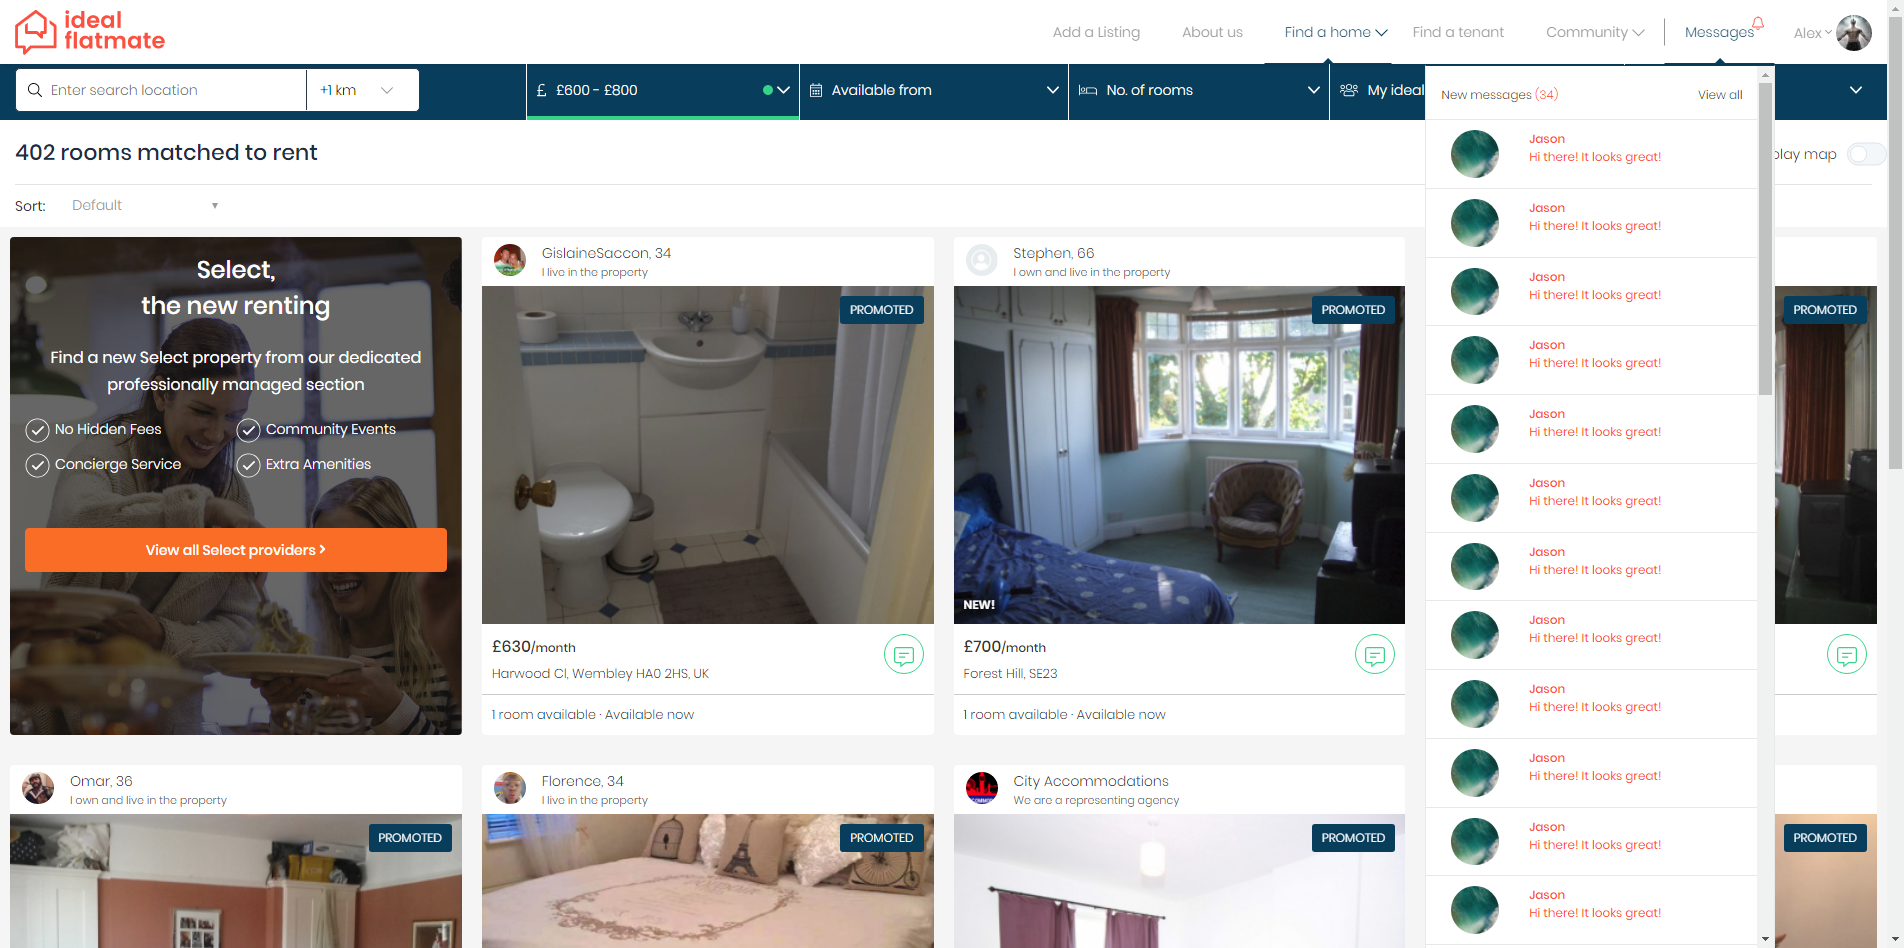 ideal
flatmate
Add a Listing
About us
Find a home
Find a tenant
Community
Messages
Alex
Enter search location
+1 km
£600 - £800
Available from
No. of rooms
My ideal
402 rooms matched to rent
play map
Sort:
Default
New messages (34)
View all
Jason
Hi there! It looks great!
Jason
Hi there! It looks great!
Jason
Hi there! It looks great!
Jason
Hi there! It looks great!
Jason
Hi there! It looks great!
Jason
Hi there! It looks great!
Jason
Hi there! It looks great!
Jason
Hi there! It looks great!
Jason
Hi there! It looks great!
Jason
Hi there! It looks great!
Jason
Hi there! It looks great!
Jason
Hi there! It looks great!
Select,
the new renting
Find a new Select property from our dedicated
professionally managed section
No Hidden Fees
Community Events
Concierge Service
Extra Amenities
View all Select providers
GislaineSaccon, 34
I live in the property
PROMOTED
£630/month
Harwood Cl, Wembley HA0 2HS, UK
1 room available · Available now
Stephen, 66
I own and live in the property
PROMOTED
NEW!
£700/month
Forest Hill, SE23
1 room available · Available now
PROMOTED
Omar, 36
I own and live in the property
PROMOTED
Florence, 34
I live in the property
PROMOTED
City Accommodations
We are a representing agency
PROMOTED
PROMOTED